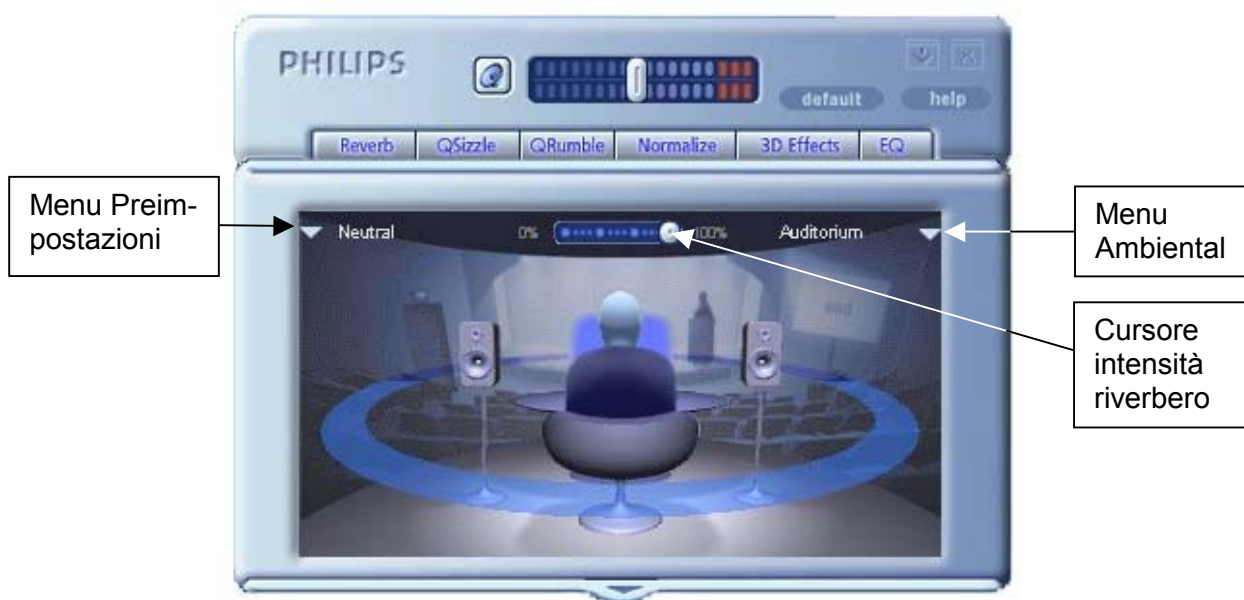 PHILIPS
default
help
Reverb QSizzle QRumble Normalize 3D Effects EQ
Menu Preim-
postazioni
Neutral 0% 100% Auditorium
Menu
Ambiental
Cursore
intensità
riverbero